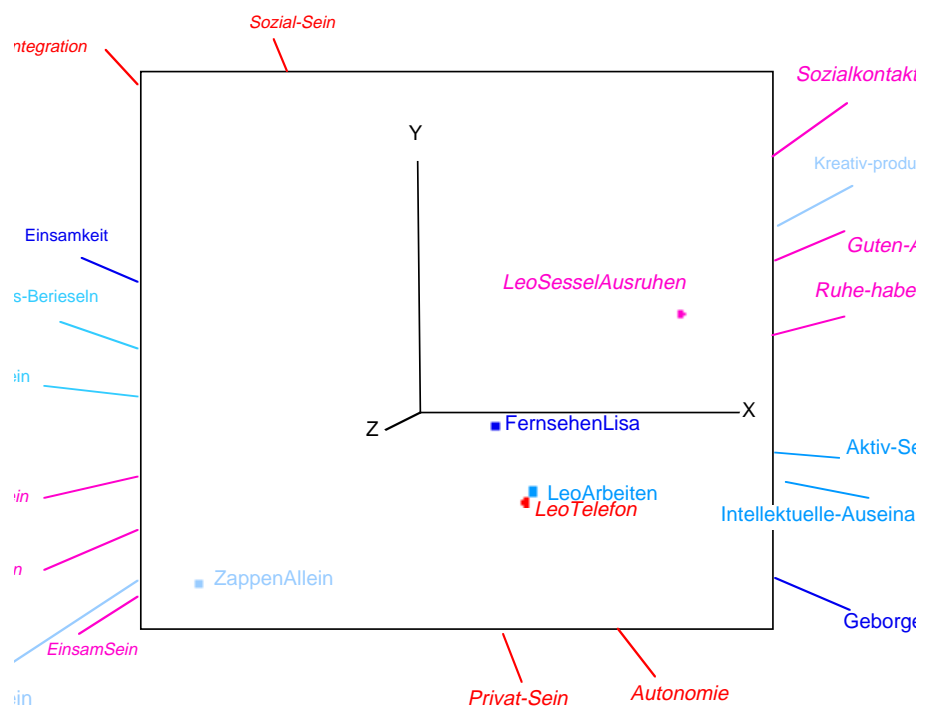 Sozial-Sein
ntegration
Sozialkontakt
Y
Kreativ-produ
Einsamkeit
Guten-A
LeoSesselAusruhen
Ruhe-habe
s-Berieseln
ein
X
FernsehenLisa
Z
Aktiv-Se
ein
LeoArbeiten
LeoTelefon
Intellektuelle-Auseina
n
ZappenAllein
Geborge
EinsamSein
Privat-Sein
Autonomie
ein